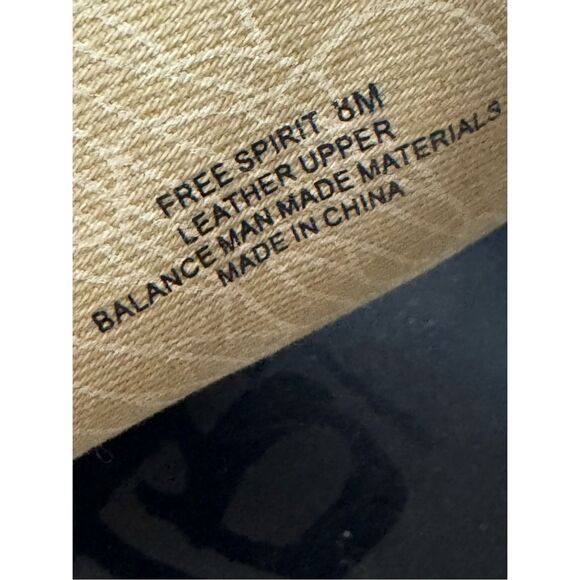 FREE SPIRIT 8M
LEATHER UPPER
BALANCE MAN MADE MATERIALS
MADE IN CHINA